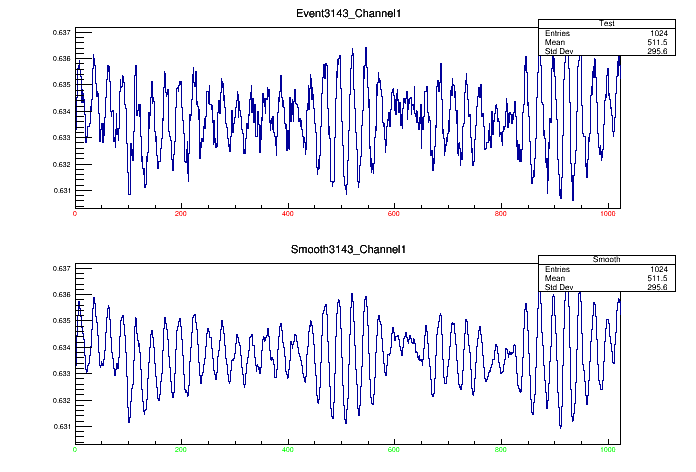 Event3143_Channel1
Test
Entries 1024
Mean 511.5
Std Dev 295.6
0.637
0.636
0.635
0.634
0.633
0.632
0.631
0 200 400 600 800 1000
Smooth3143_Channel1
Smooth
Entries 1024
Mean 511.5
Std Dev 295.6
0.637
0.636
0.635
0.634
0.633
0.632
0.631
0 200 400 600 800 1000